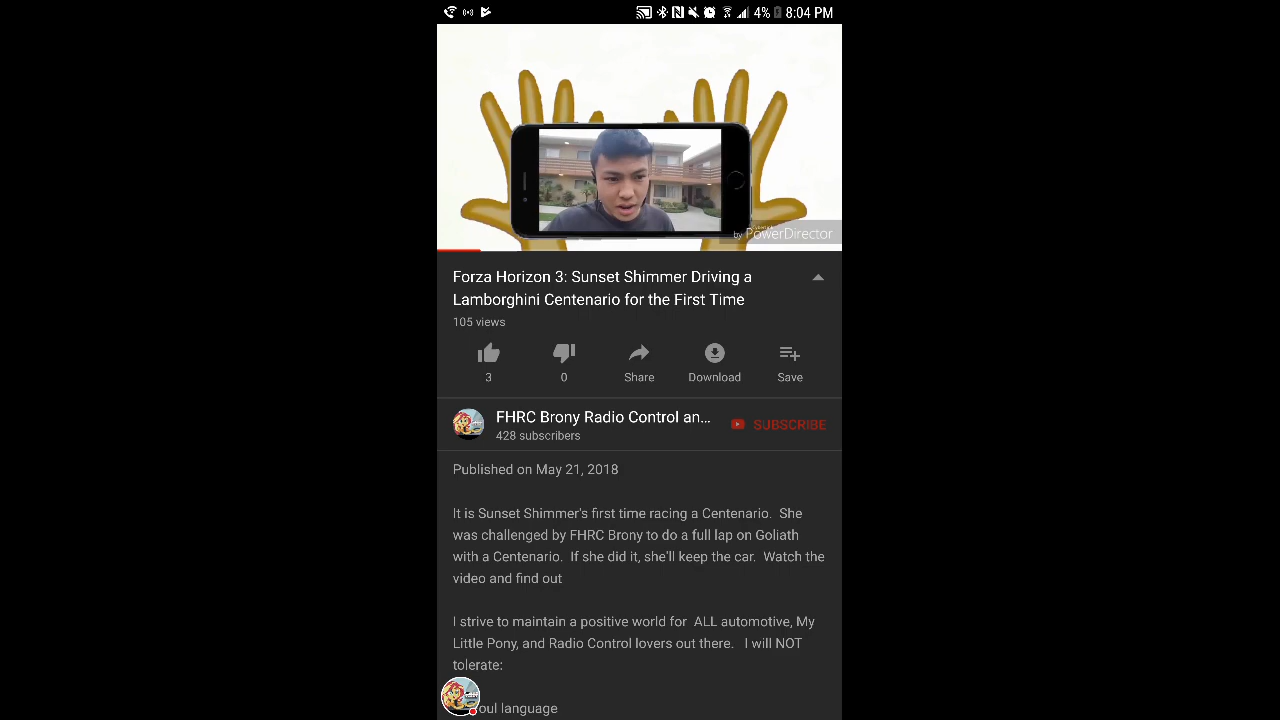 4% 8:04 PM
by PowerDirector
Forza Horizon 3: Sunset Shimmer Driving a
Lamborghini Centenario for the First Time
105 views
3
0
Share
Download
Save
FHRC Brony Radio Control an...
SUBSCRIBE
428 subscribers
Published on May 21, 2018
It is Sunset Shimmer's first time racing a Centenario. She
was challenged by FHRC Brony to do a full lap on Goliath
with a Centenario. If she did it, she'll keep the car. Watch the
video and find out
I strive to maintain a positive world for ALL automotive, My
Little Pony, and Radio Control lovers out there. I will NOT
tolerate:
oul language